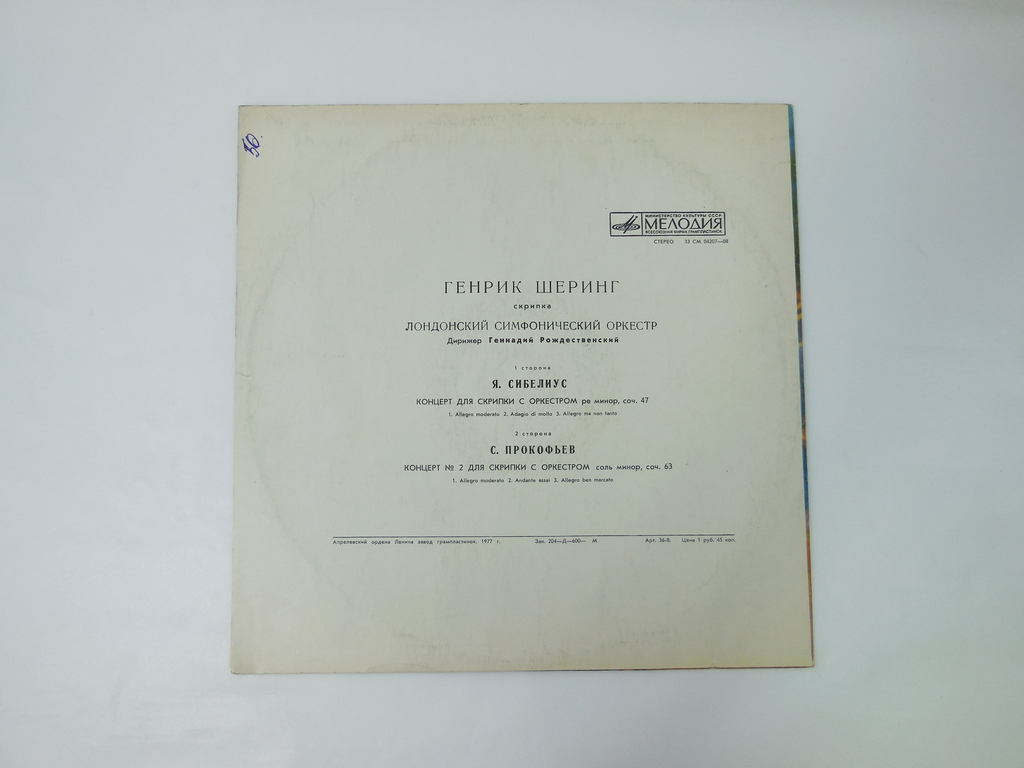 50.
МИНИСТЕРСТВО КУЛЬТУРЫ СССР
МЕЛОДИЯ
ВСЕСОЮЗНАЯ ФИРМА ГРАМПЛАСТИНОК
СТЕРЕО 33 СМ 04207—08
ГЕНРИК ШЕРИНГ
скрипка
ЛОНДОНСКИЙ СИМФОНИЧЕСКИЙ ОРКЕСТР
Дирижер Геннадий Рождественский
1 сторона
Я. СИБЕЛИУС
КОНЦЕРТ ДЛЯ СКРИПКИ С ОРКЕСТРОМ ре минор, соч. 47
1. Allegro moderato 2. Adagio di molto 3. Allegro ma non tanto
2 сторона
С. ПРОКОФЬЕВ
КОНЦЕРТ № 2 ДЛЯ СКРИПКИ С ОРКЕСТРОМ соль минор, соч. 63
1. Allegro moderato 2. Andante assai 3. Allegro ben marcato
Апрелевский ордена Ленина завод грампластинок. 1977 г. Зак. 204—Д—600— М Арт. 36-8. Цена 1 руб. 45 коп.